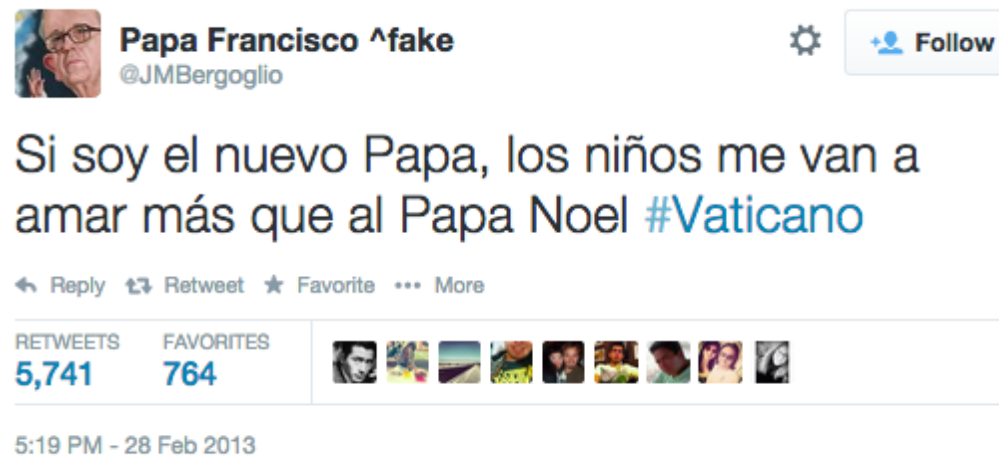 Papa Francisco ^fake
@JMBergoglio
Follow
Si soy el nuevo Papa, los niños me van a
amar más que al Papa Noel #Vaticano
Reply Retweet Favorite More
RETWEETS FAVORITES
5,741 764
5:19 PM - 28 Feb 2013